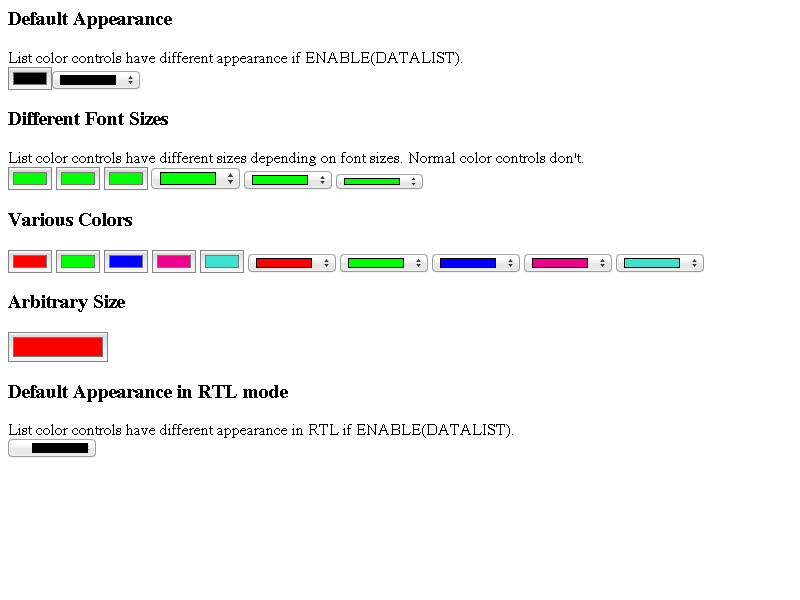 Default Appearance
List color controls have different appearance if ENABLE(DATALIST).
Different Font Sizes
List color controls have different sizes depending on font sizes. Normal color controls don't.
Various Colors
Arbitrary Size
Default Appearance in RTL mode
List color controls have different appearance in RTL if ENABLE(DATALIST).